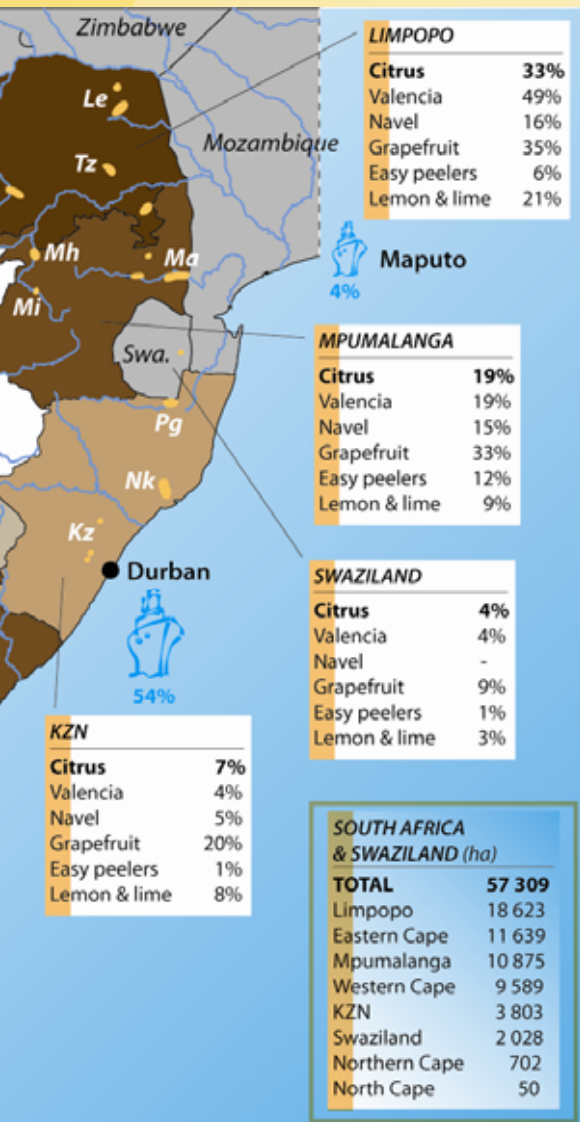 Zimbabwe
Le
Mozambique
Tz
Mh
Ma
Mi
Swa.
Pg
Nk
Kz
Maputo
4%
Durban
54%
LIMPOPO
Citrus 33%
Valencia 49%
Navel 16%
Grapefruit 35%
Easy peelers 6%
Lemon & lime 21%
MPUMALANGA
Citrus 19%
Valencia 19%
Navel 15%
Grapefruit 33%
Easy peelers 12%
Lemon & lime 9%
SWAZILAND
Citrus 4%
Valencia 4%
Navel -
Grapefruit 9%
Easy peelers 1%
Lemon & lime 3%
KZN
Citrus 7%
Valencia 4%
Navel 5%
Grapefruit 20%
Easy peelers 1%
Lemon & lime 8%
SOUTH AFRICA
& SWAZILAND (ha)
TOTAL 57 309
Limpopo 18 623
Eastern Cape 11 639
Mpumalanga 10 875
Western Cape 9 589
KZN 3 803
Swaziland 2 028
Northern Cape 702
North Cape 50